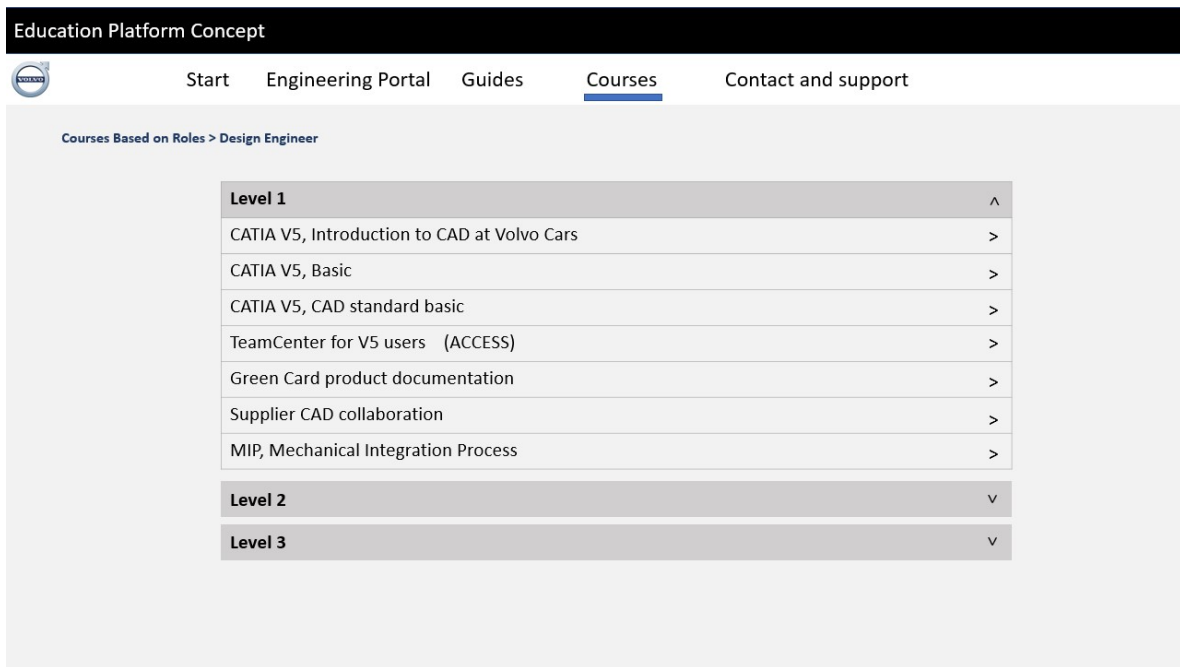 Education Platform Concept
VOLVO
Start Engineering Portal Guides Courses Contact and support
Courses Based on Roles > Design Engineer
Level 1 ^
CATIA V5, Introduction to CAD at Volvo Cars >
CATIA V5, Basic >
CATIA V5, CAD standard basic >
TeamCenter for V5 users (ACCESS) >
Green Card product documentation >
Supplier CAD collaboration >
MIP, Mechanical Integration Process >
Level 2 v
Level 3 v